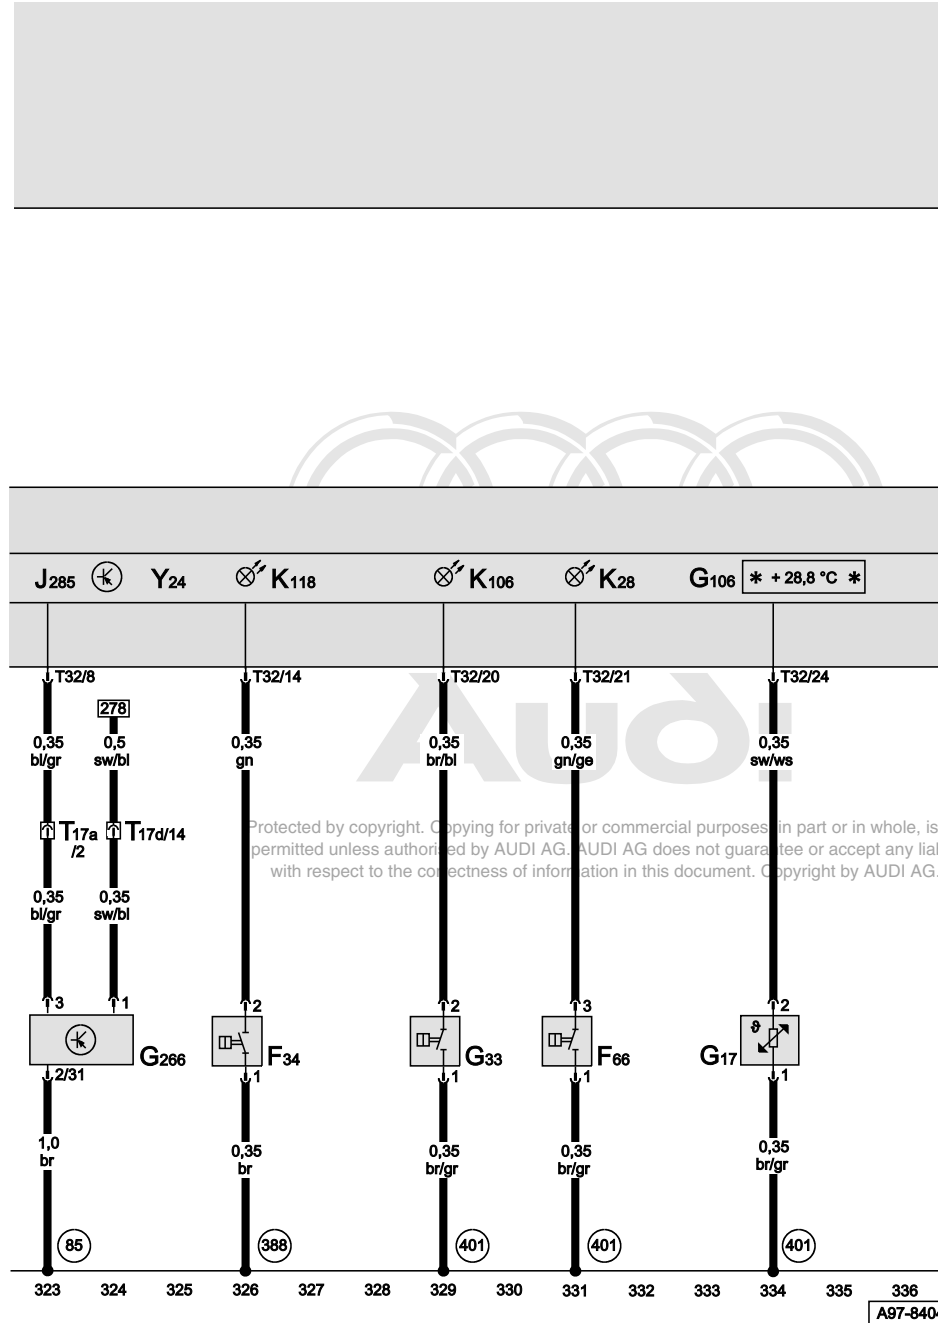 J285 Y24 K118 K106 K28 G106 * + 28,8 °C *
T32/8 T32/14 T32/20 T32/21 T32/24
278
Audi
0,35 0,5 0,35 0,35 0,35 0,35
bl/gr sw/bl gn br/bl gn/ge sw/ws
T17a T17d/14
/2
Protected by copyright. Copying for private or commercial purposes, in part or in whole, is
permitted unless authorised by AUDI AG. AUDI AG does not guarantee or accept any lia
with respect to the correctness of information in this document. Copyright by AUDI AG.
0,35 0,35
bl/gr sw/bl
3 1 2 2 3 2
ϑ
G266 F34 G33 F66 G17
2/31 1 1 1 1
1,0 0,35 0,35 0,35 0,35
br br br/gr br/gr br/gr
85 388 401 401 401
323 324 325 326 327 328 329 330 331 332 333 334 335 336
A97-8404